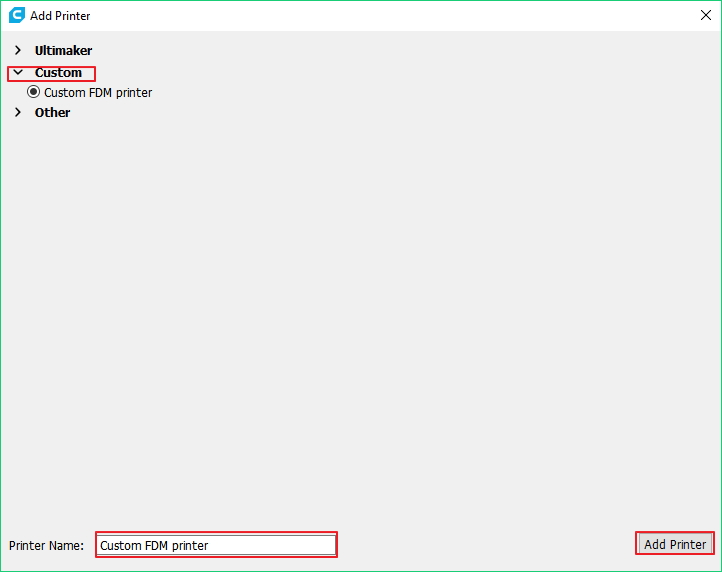 Add Printer
Ultimaker
Custom
Custom FDM printer
Other
Printer Name: Custom FDM printer Add Printer